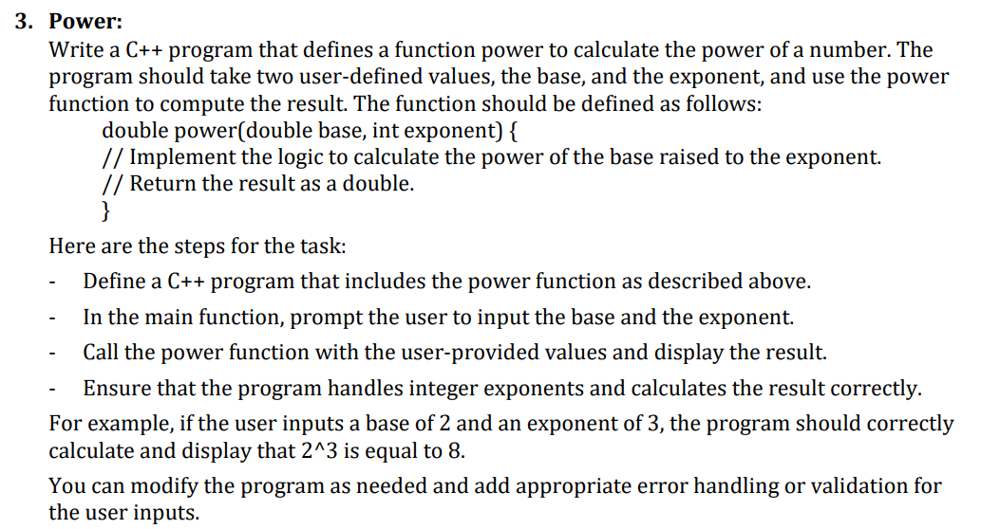 3. Power:
Write a C++ program that defines a function power to calculate the power of a number. The
program should take two user-defined values, the base, and the exponent, and use the power
function to compute the result. The function should be defined as follows:
double power(double base, int exponent) {
// Implement the logic to calculate the power of the base raised to the exponent.
// Return the result as a double.
}
Here are the steps for the task:
- Define a C++ program that includes the power function as described above.
- In the main function, prompt the user to input the base and the exponent.
- Call the power function with the user-provided values and display the result.
- Ensure that the program handles integer exponents and calculates the result correctly.
For example, if the user inputs a base of 2 and an exponent of 3, the program should correctly
calculate and display that 2^3 is equal to 8.
You can modify the program as needed and add appropriate error handling or validation for
the user inputs.